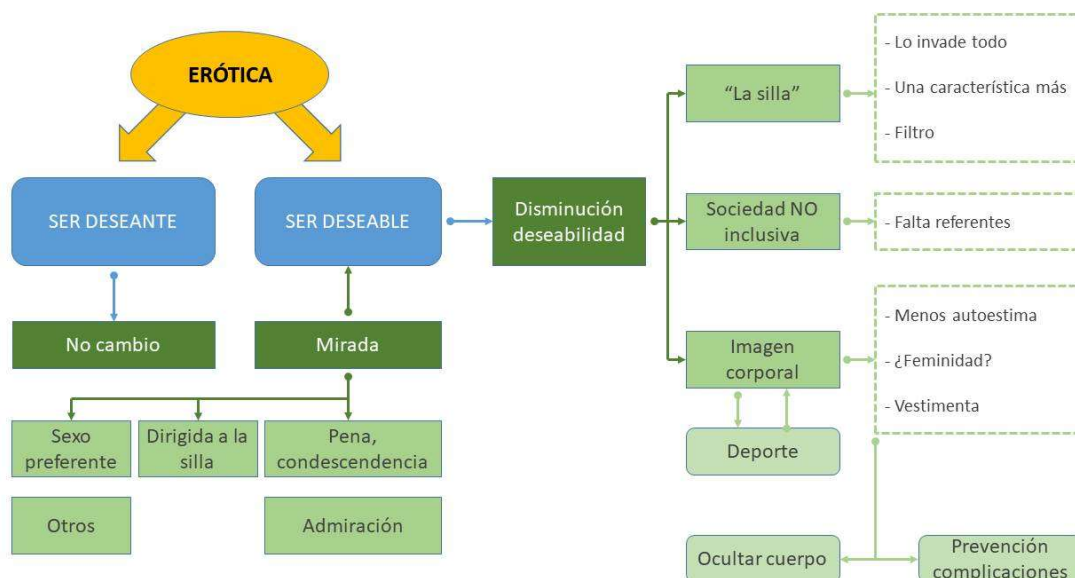 ERÓTICA
SER DESEANTE
SER DESEABLE
No cambio
Mirada
Sexo
preferente
Dirigida a la
silla
Pena,
condescendencia
Otros
Admiración
Disminución
deseabilidad
“La silla”
- Lo invade todo
- Una característica más
- Filtro
Sociedad NO
inclusiva
- Falta referentes
Imagen
corporal
- Menos autoestima
- ¿Feminidad?
- Vestimenta
Deporte
Ocultar cuerpo
Prevención
complicaciones